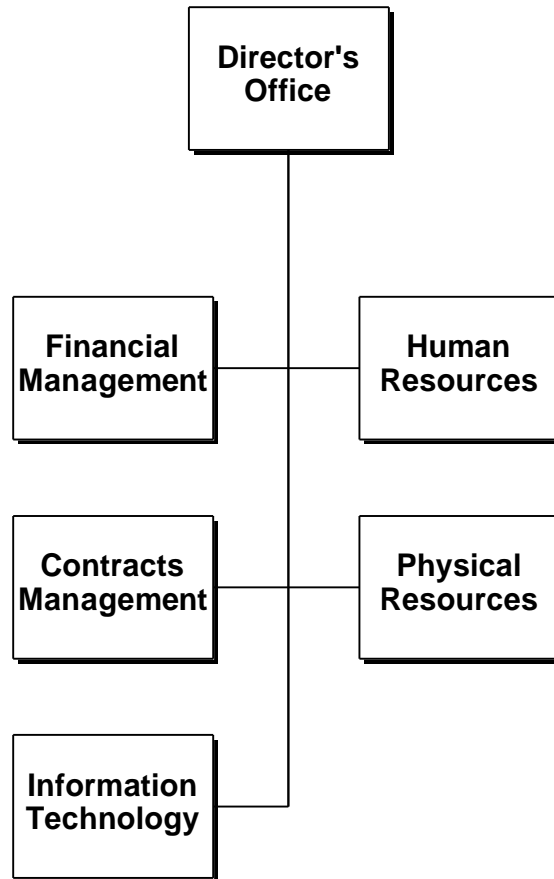 Director's
Office
Financial
Management
Human
Resources
Contracts
Management
Physical
Resources
Information
Technology